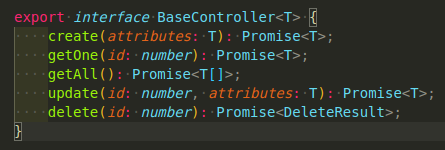 export interface BaseController<T> {
    create(attributes: T): Promise<T>;
    getOne(id: number): Promise<T>;
    getAll(): Promise<T[]>;
    update(id: number, attributes: T): Promise<T>;
    delete(id: number): Promise<DeleteResult>;
}